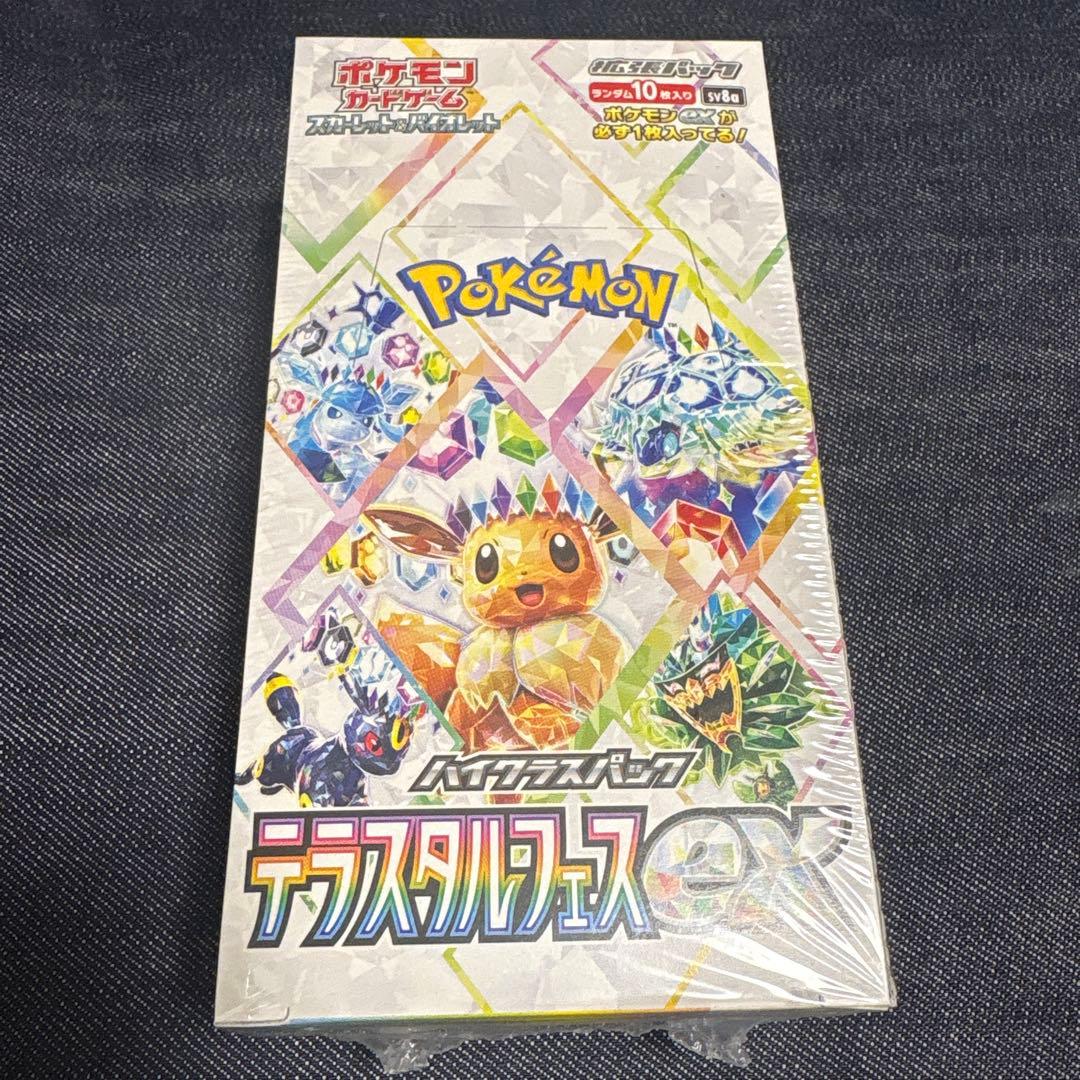 ポケモン
カードゲーム
スカーレット&バイオレット
拡張パック
ランダム10枚入り
sv8a
ポケモンexが
必ず1枚入ってる!
POKéMON
TM
ハイクラスパック
テラスタルフェスex